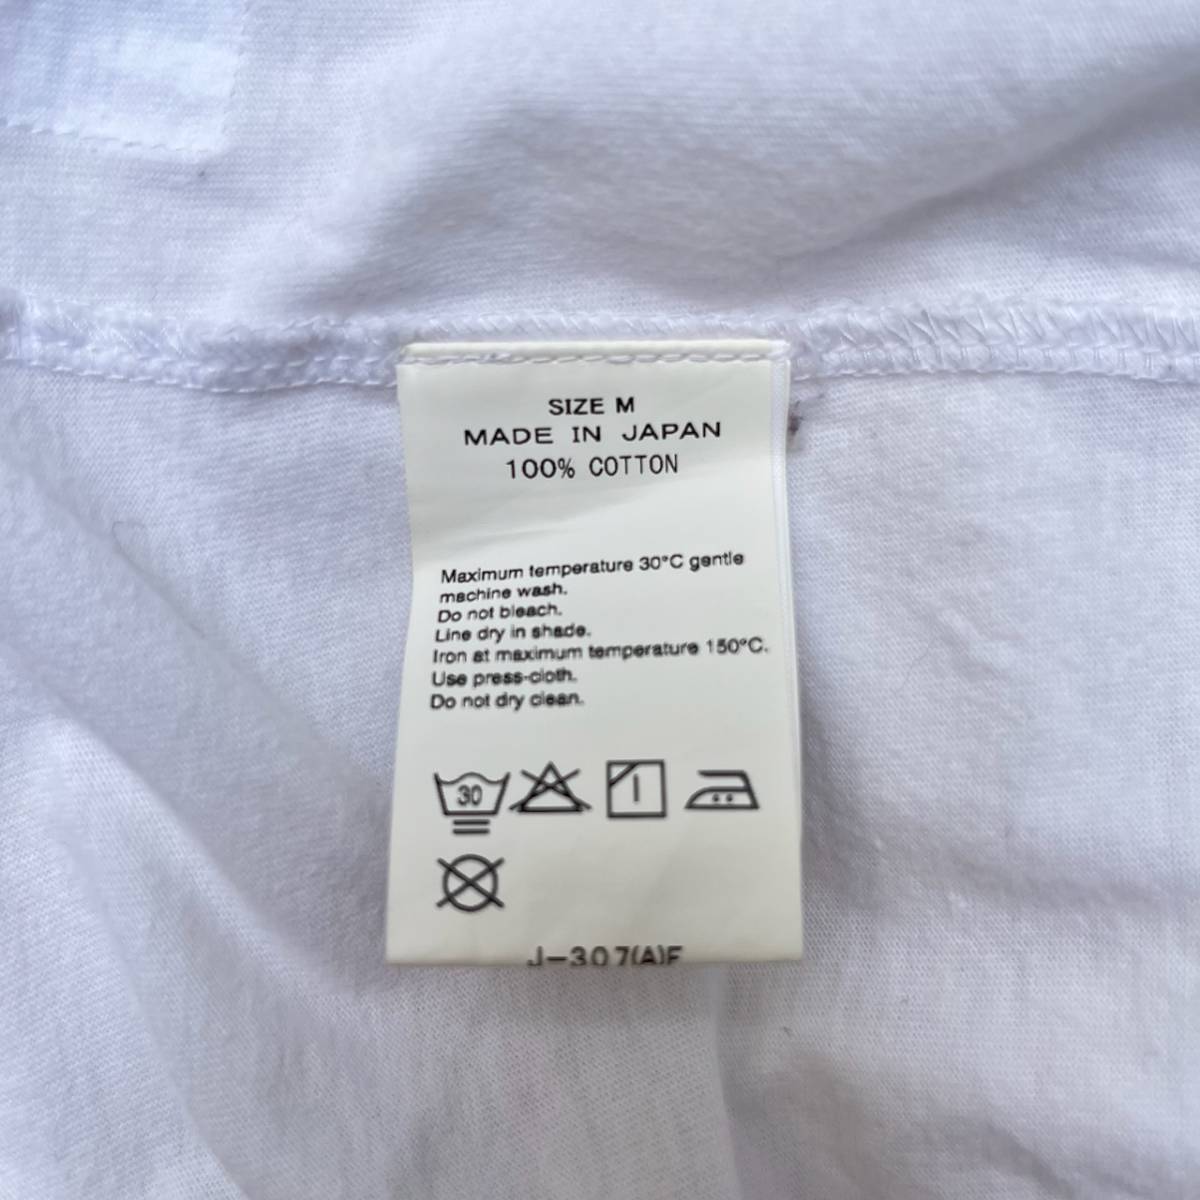 SIZE M
MADE IN JAPAN
100% COTTON
Maximum temperature 30°C gentle
machine wash.
Do not bleach.
Line dry in shade.
Iron at maximum temperature 150°C.
Use press-cloth.
Do not dry clean.
30
J-307(A)F